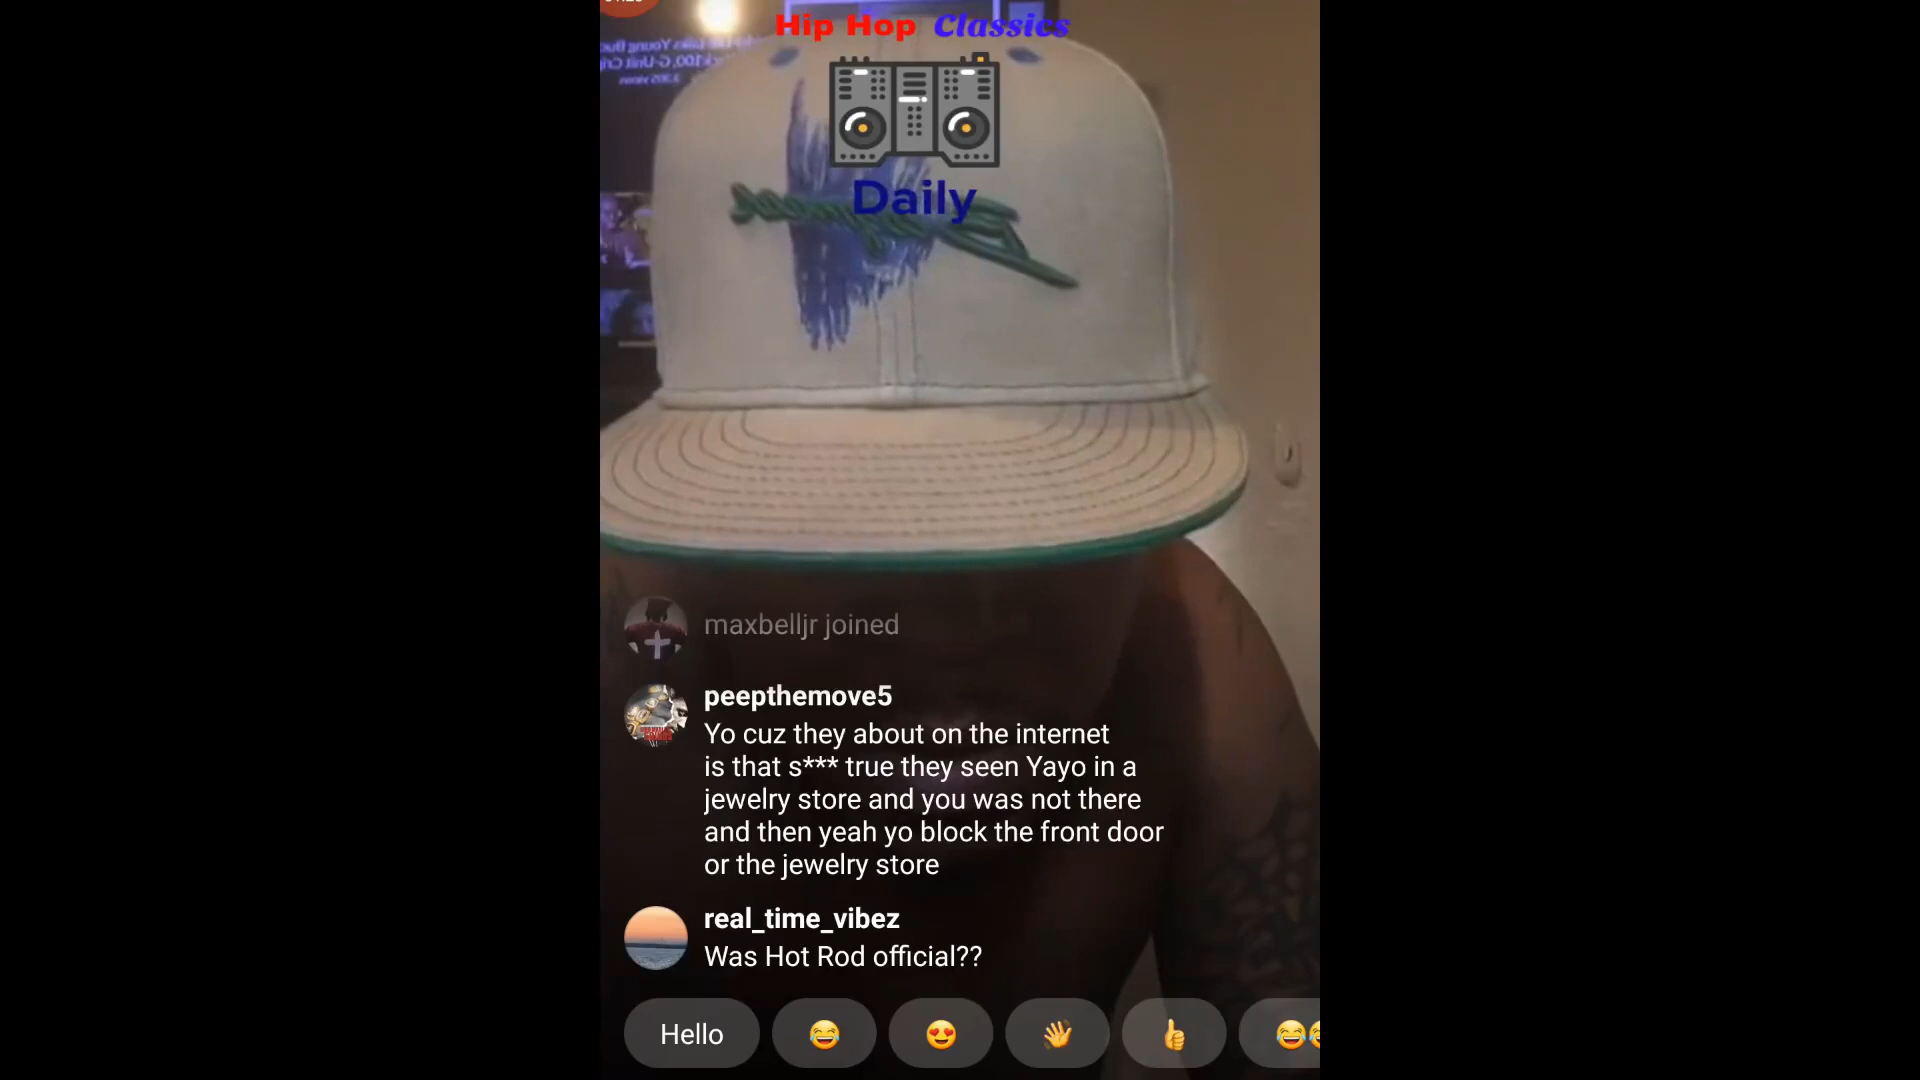 Hip Hop Classics
Daily
maxbelljr joined
peepthemove5
Yo cuz they about on the internet
is that s*** true they seen Yayo in a
jewelry store and you was not there
and then yeah yo block the front door
or the jewelry store
real_time_vibez
Was Hot Rod official??
Hello